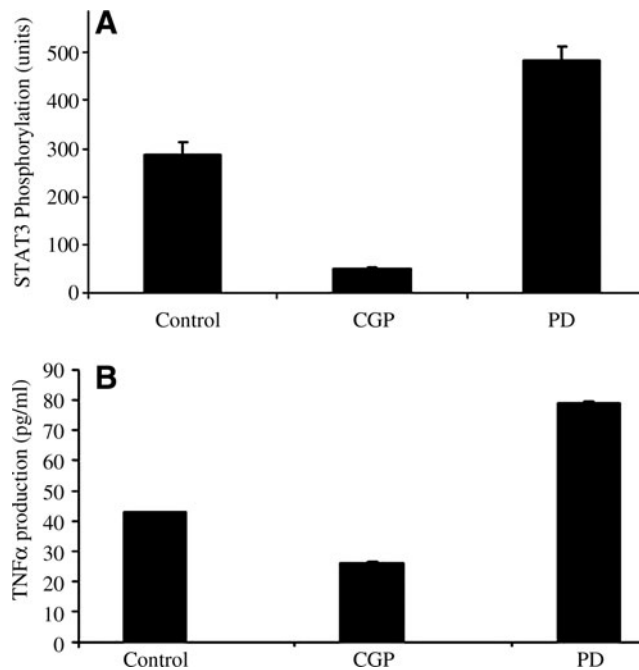 A
STAT3 Phosphorylation (units)
500
400
300
200
100
0
Control CGP PD
B
TNFα production (pg/ml)
90
80
70
60
50
40
30
20
10
0
Control CGP PD